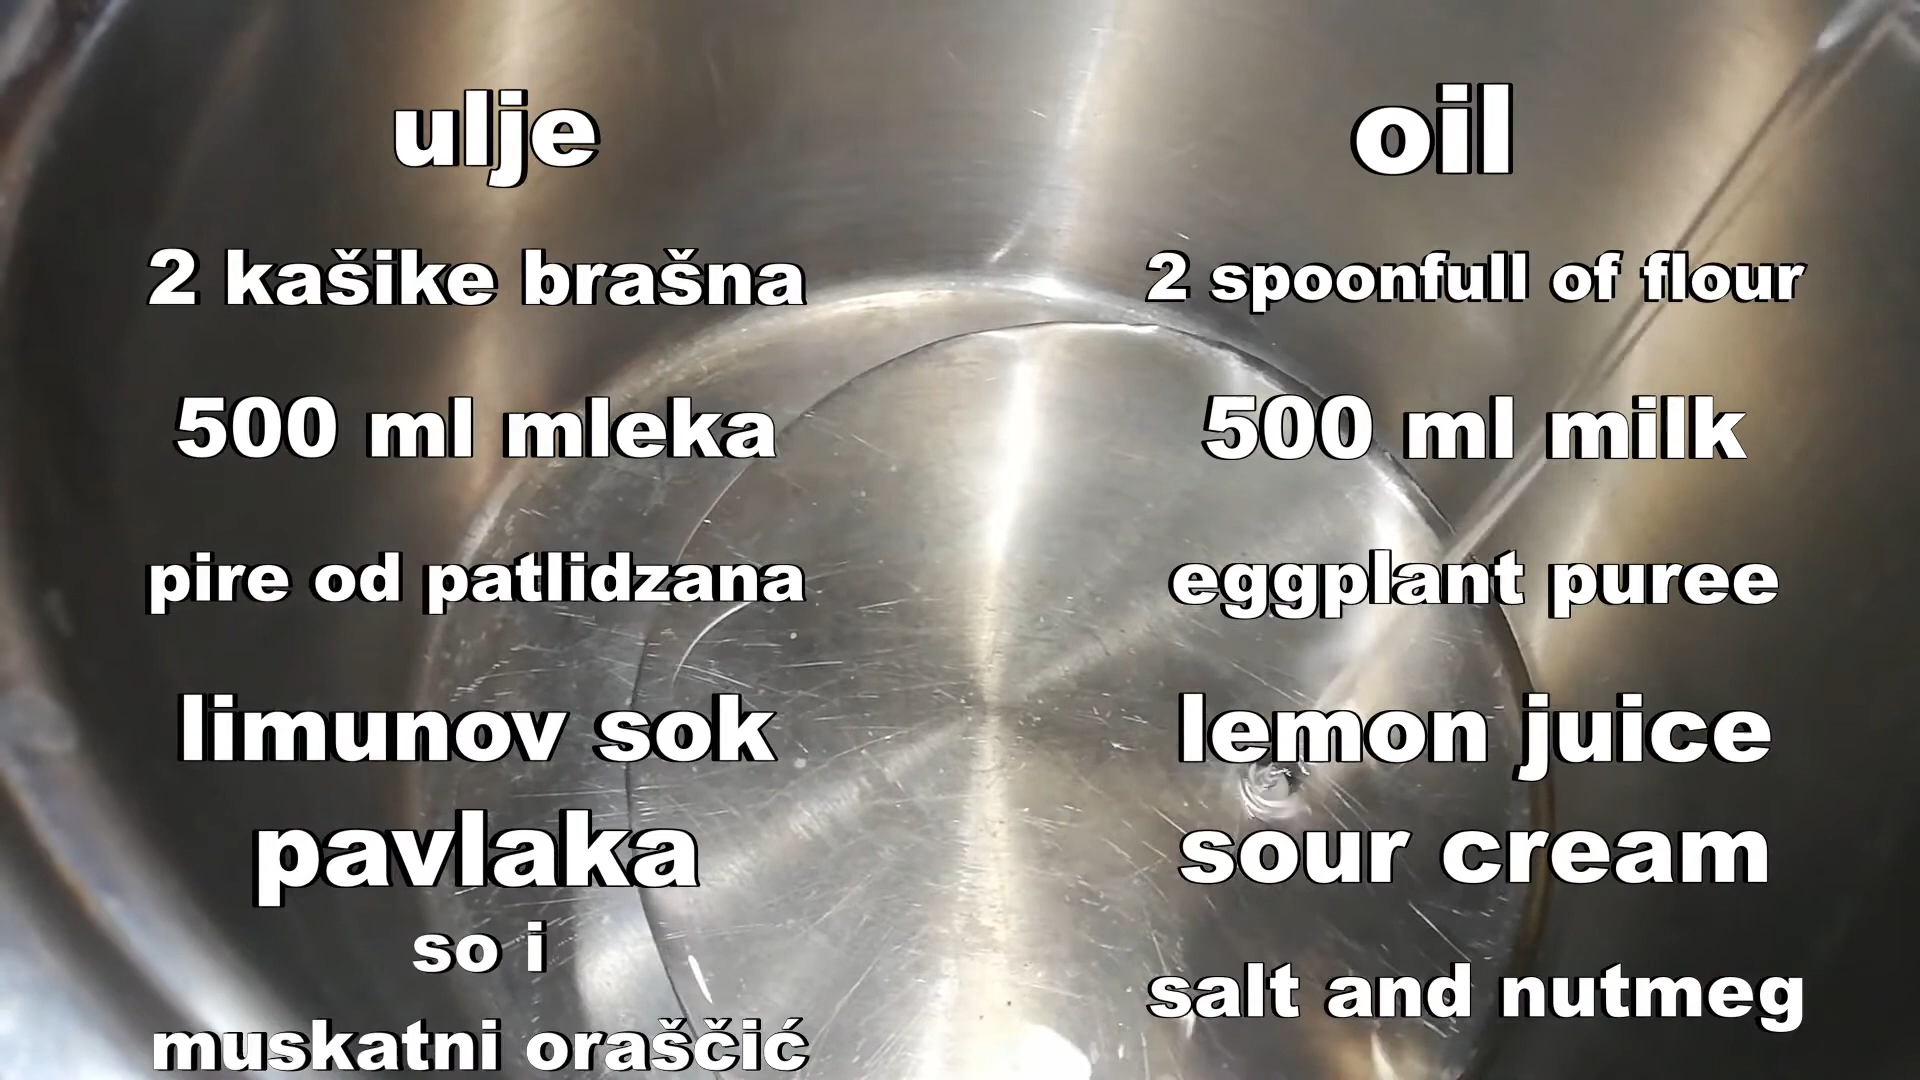 ulje
2 kašike brašna
500 ml mleka
pire od patlidzana
limunov sok
pavlaka
so i
muskatni oraščić
oil
2 spoonfull of flour
500 ml milk
eggplant puree
lemon juice
sour cream
salt and nutmeg